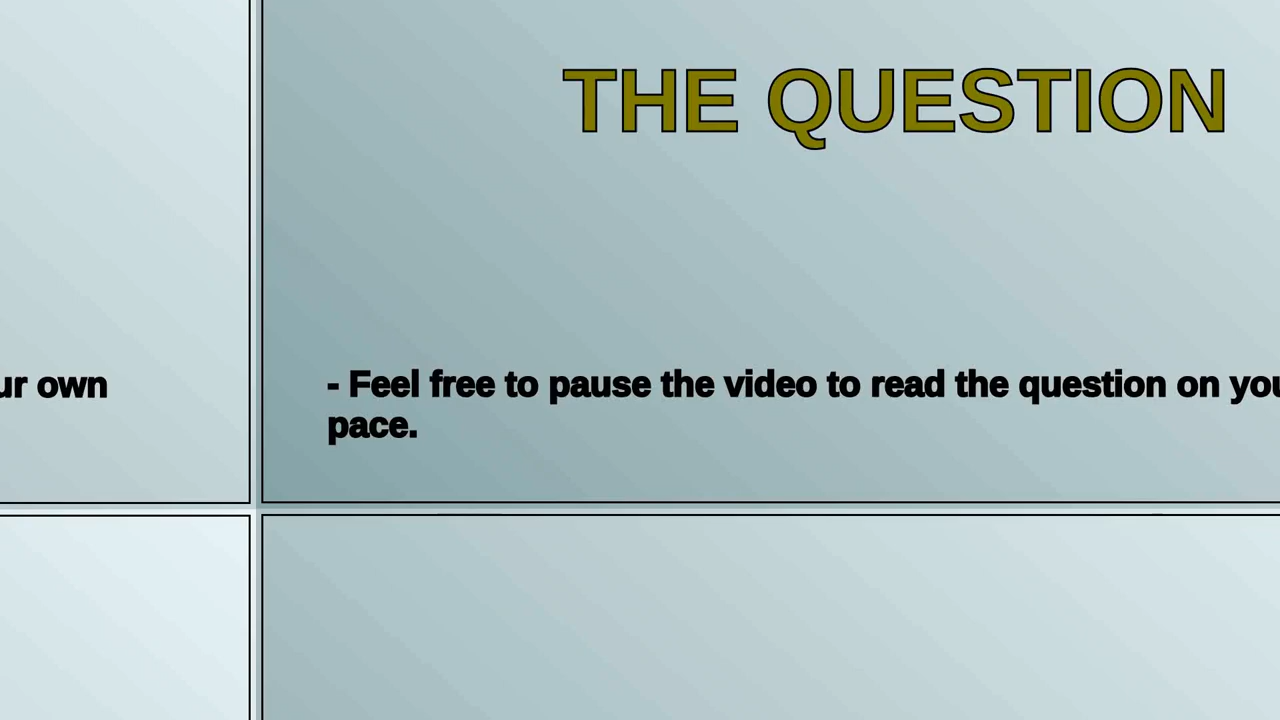 THE QUESTION
ur own
- Feel free to pause the video to read the question on you
pace.